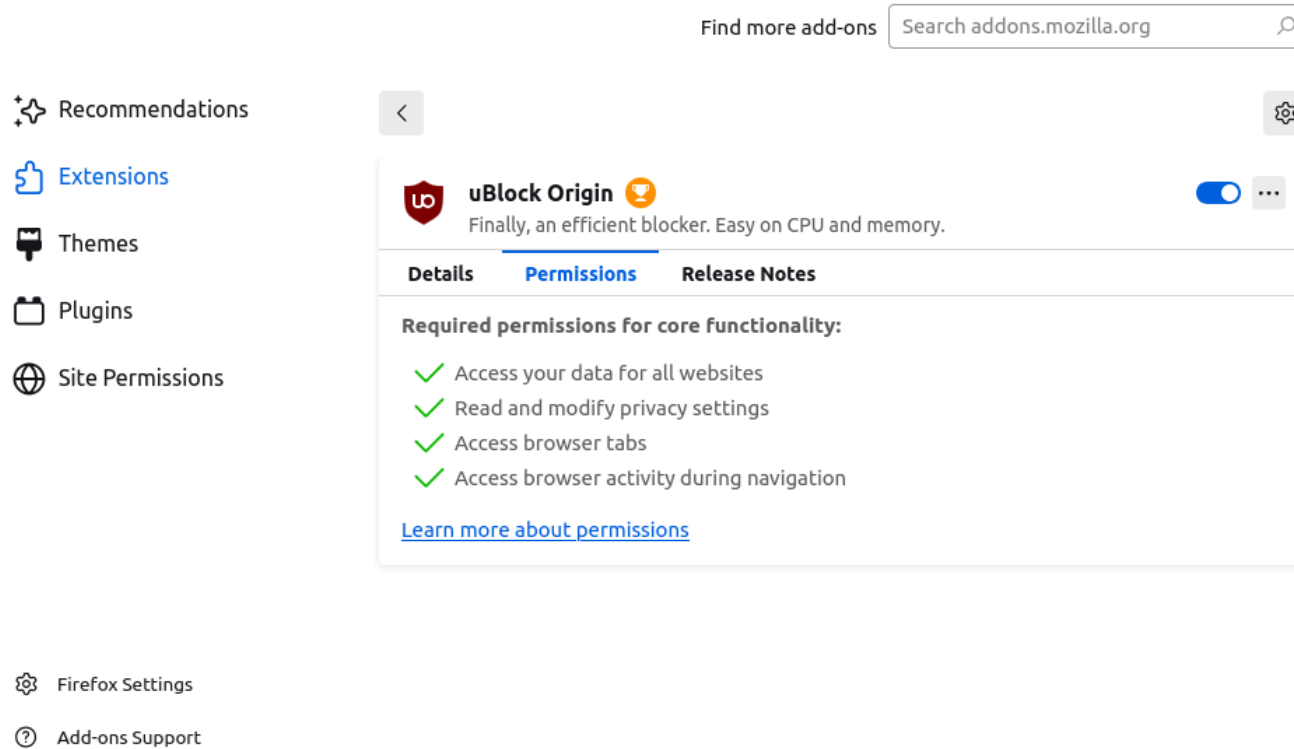 Find more add-ons Search addons.mozilla.org
Recommendations
Extensions
Themes
Plugins
Site Permissions
uBlock Origin
Finally, an efficient blocker. Easy on CPU and memory.
Details Permissions Release Notes
Required permissions for core functionality:
Access your data for all websites
Read and modify privacy settings
Access browser tabs
Access browser activity during navigation
Learn more about permissions
Firefox Settings
Add-ons Support